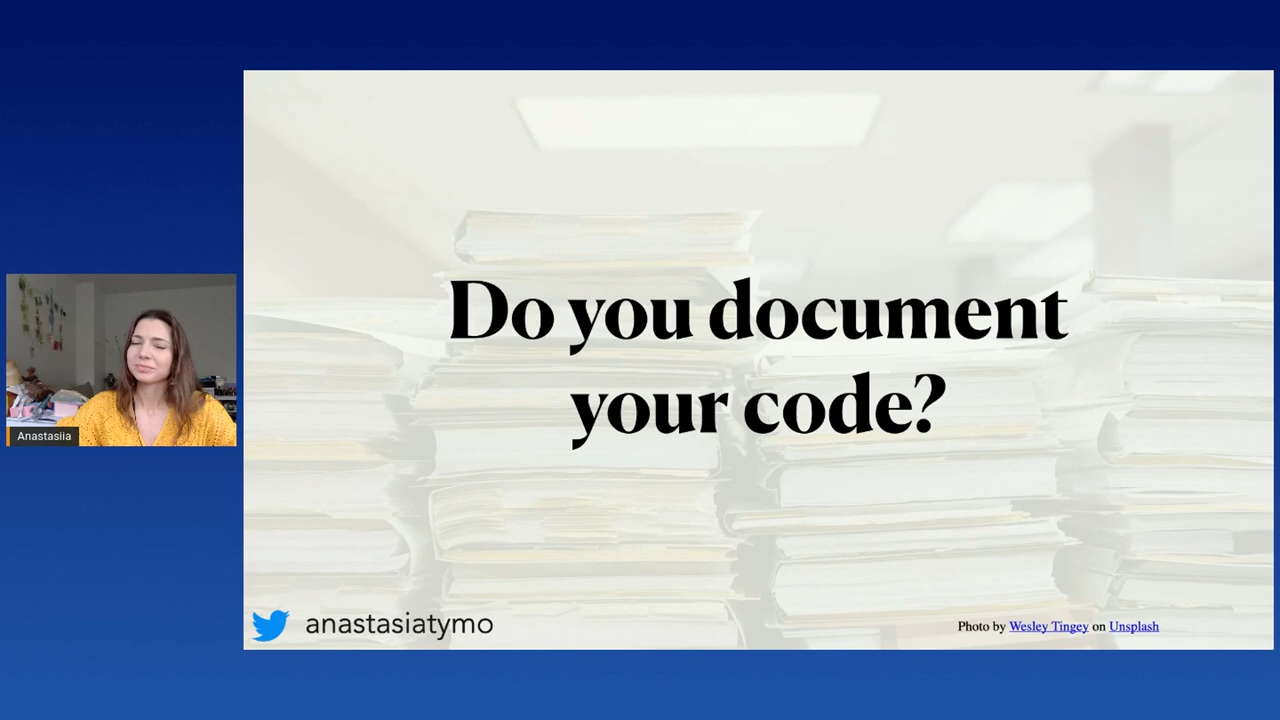 Do you document
your code?
Anastasiia
anastasiatymo
Photo by Wesley Tingey on Unsplash